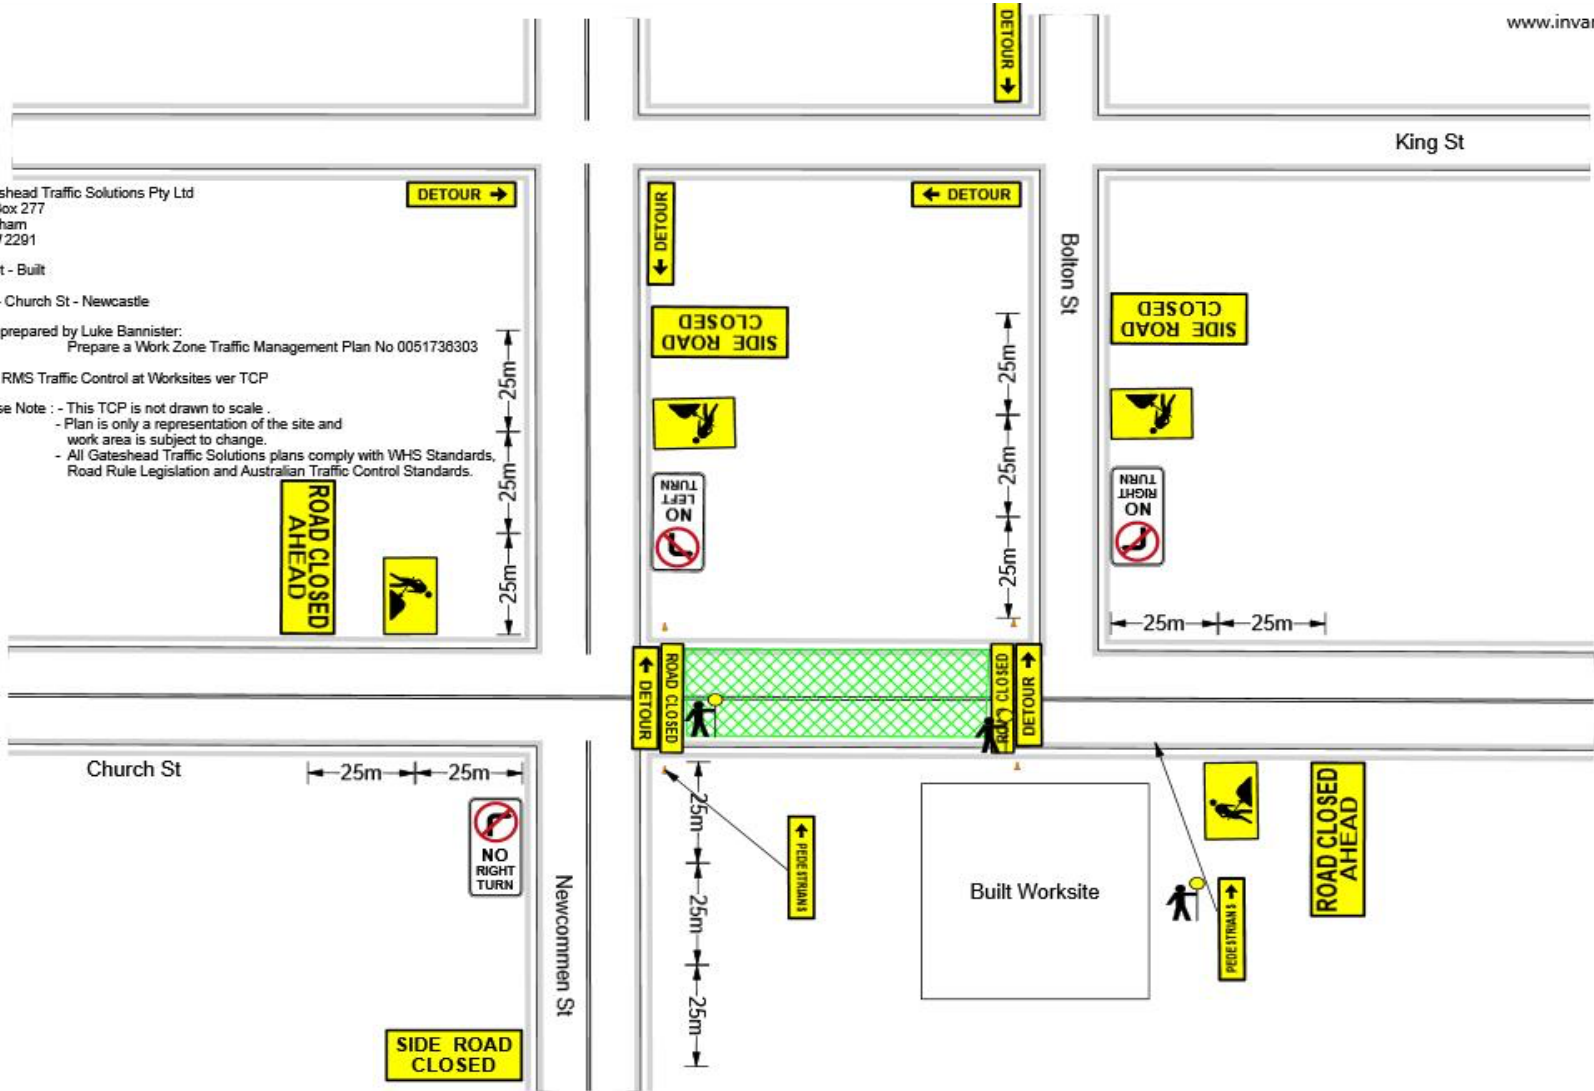 www.invar
DETOUR →
King St
shead Traffic Solutions Pty Ltd
Box 277
ham
2291
t - Built
- Church St - Newcastle
prepared by Luke Bannister:
Prepare a Work Zone Traffic Management Plan No 0051736303
RMS Traffic Control at Worksites ver TCP
se Note : - This TCP is not drawn to scale .
- Plan is only a representation of the site and
work area is subject to change.
- All Gateshead Traffic Solutions plans comply with WHS Standards,
Road Rule Legislation and Australian Traffic Control Standards.
DETOUR →
← DETOUR
← DETOUR
Bolton St
SIDE ROAD
CLOSED
SIDE ROAD
CLOSED
25m
25m
25m
25m
25m
25m
NO
LEFT
TURN
NO
RIGHT
TURN
ROAD CLOSED
AHEAD
25m
25m
← DETOUR
ROAD CLOSED
ROAD CLOSED
DETOUR →
Church St
25m
25m
NO
RIGHT
TURN
25m
25m
25m
← PEDESTRIANS
Built Worksite
PEDESTRIANS →
ROAD CLOSED
AHEAD
Newcommen St
SIDE ROAD
CLOSED